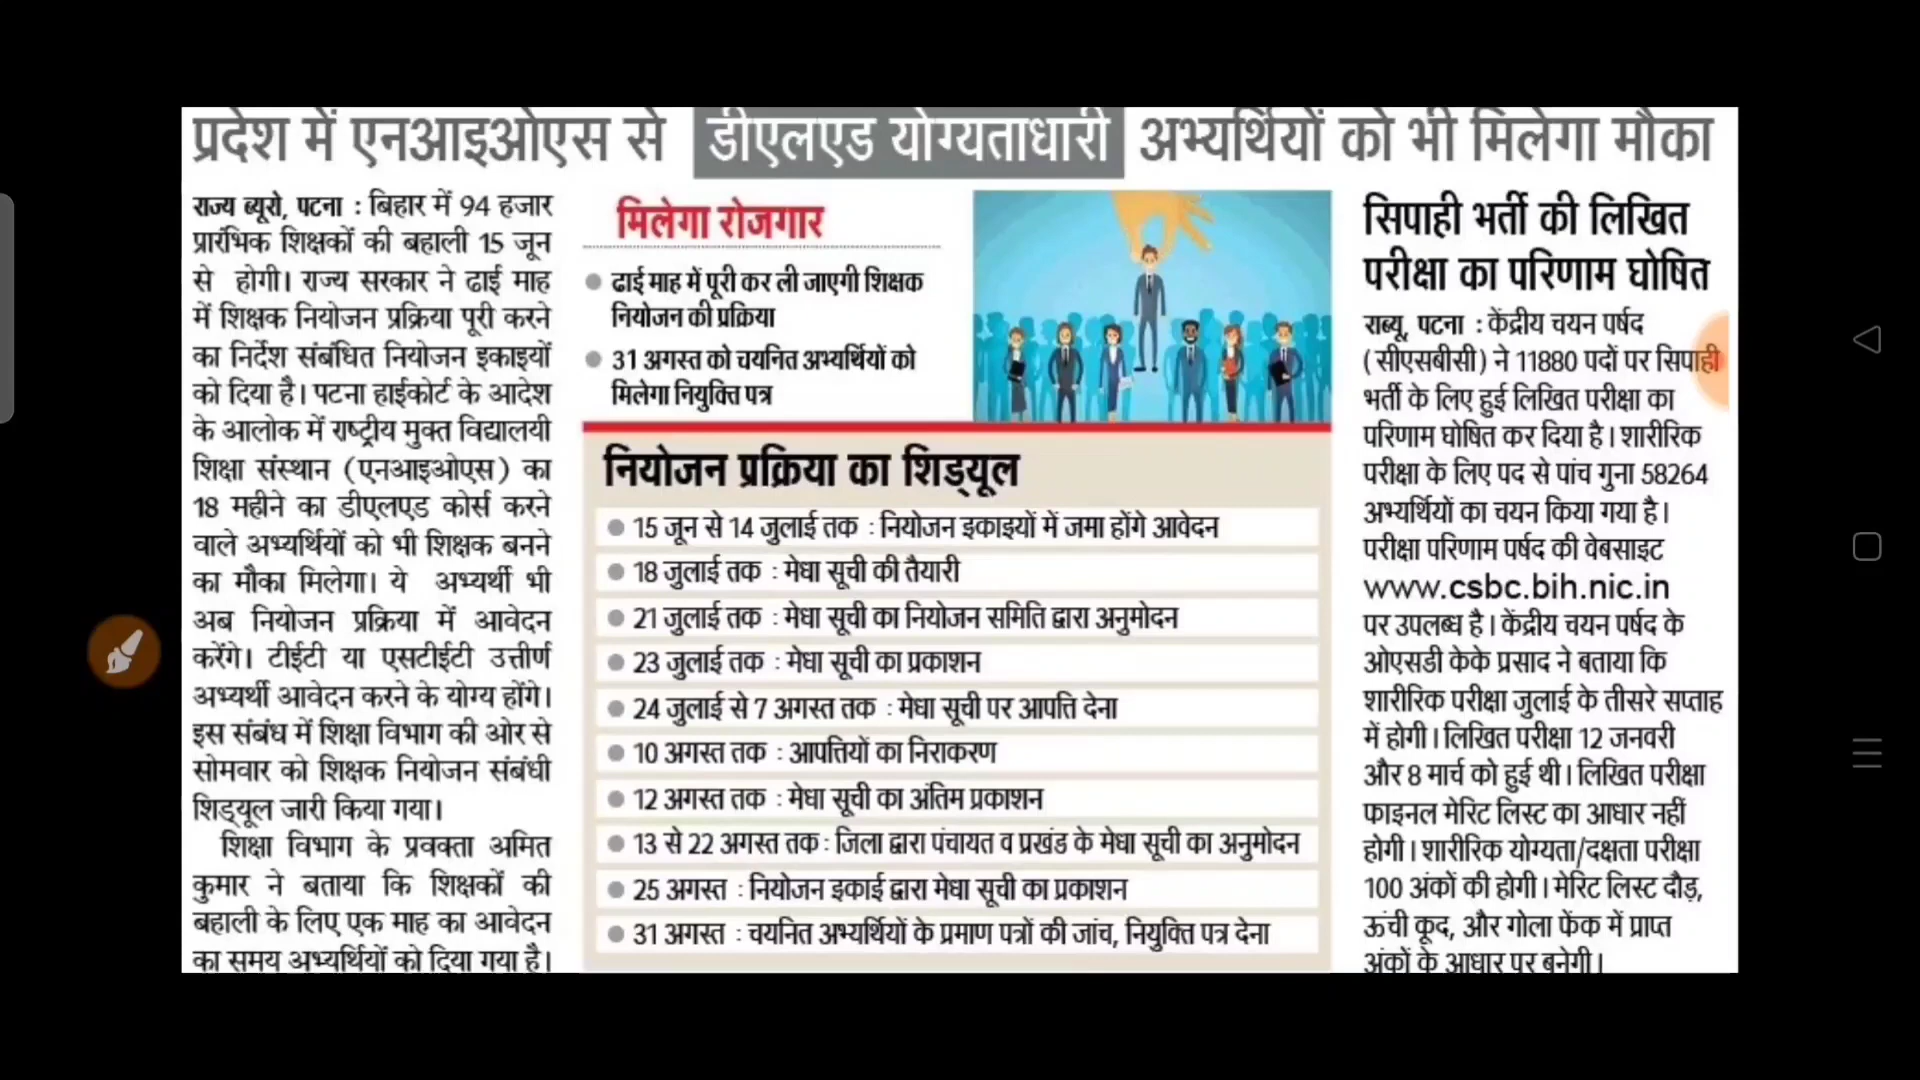 प्रदेश में एनआइओएस से डीएलएड योग्यताधारी अभ्यर्थियों को भी मिलेगा मौका
राज्य ब्यूरो, पटना : बिहार में 94 हजार
प्रारंभिक शिक्षकों की बहाली 15 जून
से होगी। राज्य सरकार ने ढाई माह
में शिक्षक नियोजन प्रक्रिया पूरी करने
का निर्देश संबंधित नियोजन इकाइयों
को दिया है। पटना हाईकोर्ट के आदेश
के आलोक में राष्ट्रीय मुक्त विद्यालयी
शिक्षा संस्थान (एनआइओएस) का
18 महीने का डीएलएड कोर्स करने
वाले अभ्यर्थियों को भी शिक्षक बनने
का मौका मिलेगा। ये अभ्यर्थी भी
अब नियोजन प्रक्रिया में आवेदन
करेंगे। टीईटी या एसटीईटी उत्तीर्ण
अभ्यर्थी आवेदन करने के योग्य होंगे।
इस संबंध में शिक्षा विभाग की ओर से
सोमवार को शिक्षक नियोजन संबंधी
शिड्यूल जारी किया गया।
शिक्षा विभाग के प्रवक्ता अमित
कुमार ने बताया कि शिक्षकों की
बहाली के लिए एक माह का आवेदन
का समय अभ्यर्थियों को दिया गया है।
मिलेगा रोजगार
● ढाई माह में पूरी कर ली जाएगी शिक्षक
नियोजन की प्रक्रिया
● 31 अगस्त को चयनित अभ्यर्थियों को
मिलेगा नियुक्ति पत्र
नियोजन प्रक्रिया का शिड्यूल
● 15 जून से 14 जुलाई तक : नियोजन इकाइयों में जमा होंगे आवेदन
● 18 जुलाई तक : मेधा सूची की तैयारी
● 21 जुलाई तक : मेधा सूची का नियोजन समिति द्वारा अनुमोदन
● 23 जुलाई तक : मेधा सूची का प्रकाशन
● 24 जुलाई से 7 अगस्त तक : मेधा सूची पर आपत्ति देना
● 10 अगस्त तक : आपत्तियों का निराकरण
● 12 अगस्त तक : मेधा सूची का अंतिम प्रकाशन
● 13 से 22 अगस्त तक : जिला द्वारा पंचायत व प्रखंड के मेधा सूची का अनुमोदन
● 25 अगस्त : नियोजन इकाई द्वारा मेधा सूची का प्रकाशन
● 31 अगस्त : चयनित अभ्यर्थियों के प्रमाण पत्रों की जांच, नियुक्ति पत्र देना
सिपाही भर्ती की लिखित
परीक्षा का परिणाम घोषित
राब्यू, पटना : केंद्रीय चयन पर्षद
(सीएसबीसी) ने 11880 पदों पर सिपाही
भर्ती के लिए हुई लिखित परीक्षा का
परिणाम घोषित कर दिया है। शारीरिक
परीक्षा के लिए पद से पांच गुना 58264
अभ्यर्थियों का चयन किया गया है।
परीक्षा परिणाम पर्षद की वेबसाइट
www.csbc.bih.nic.in
पर उपलब्ध है। केंद्रीय चयन पर्षद के
ओएसडी केके प्रसाद ने बताया कि
शारीरिक परीक्षा जुलाई के तीसरे सप्ताह
में होगी। लिखित परीक्षा 12 जनवरी
और 8 मार्च को हुई थी। लिखित परीक्षा
फाइनल मेरिट लिस्ट का आधार नहीं
होगी। शारीरिक योग्यता/दक्षता परीक्षा
100 अंकों की होगी। मेरिट लिस्ट दौड़,
ऊंची कूद, और गोला फेंक में प्राप्त
अंकों के आधार पर बनेगी।